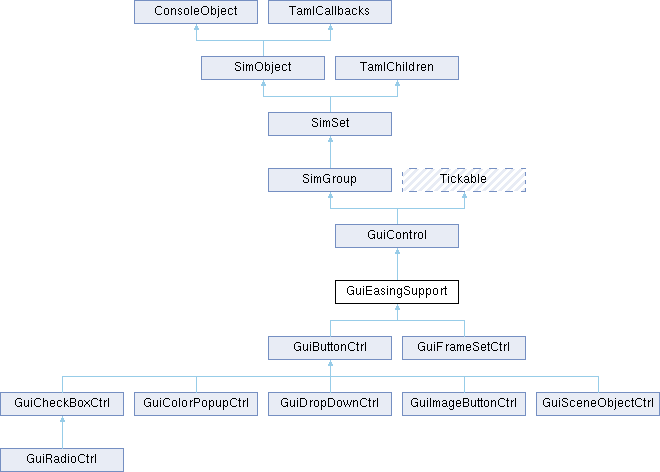 ConsoleObject
TamlCallbacks
SimObject
TamlChildren
SimSet
SimGroup
Tickable
GuiControl
GuiEasingSupport
GuiButtonCtrl
GuiFrameSetCtrl
GuiCheckBoxCtrl
GuiColorPopupCtrl
GuiDropDownCtrl
GuiImageButtonCtrl
GuiSceneObjectCtrl
GuiRadioCtrl